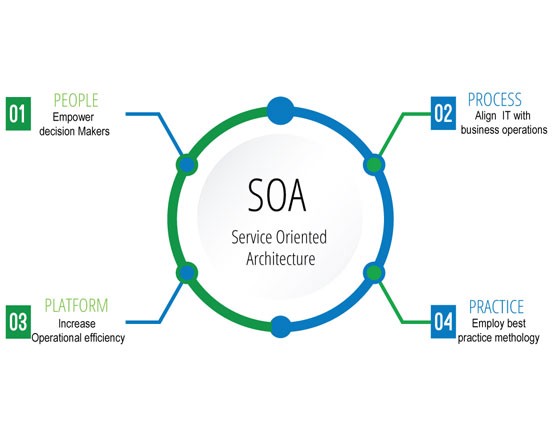 01
PEOPLE
Empower
decision Makers
02
PROCESS
Align IT with
business operations
SOA
Service Oriented
Architecture
03
PLATFORM
Increase
Operational efficiency
04
PRACTICE
Employ best
practice methology